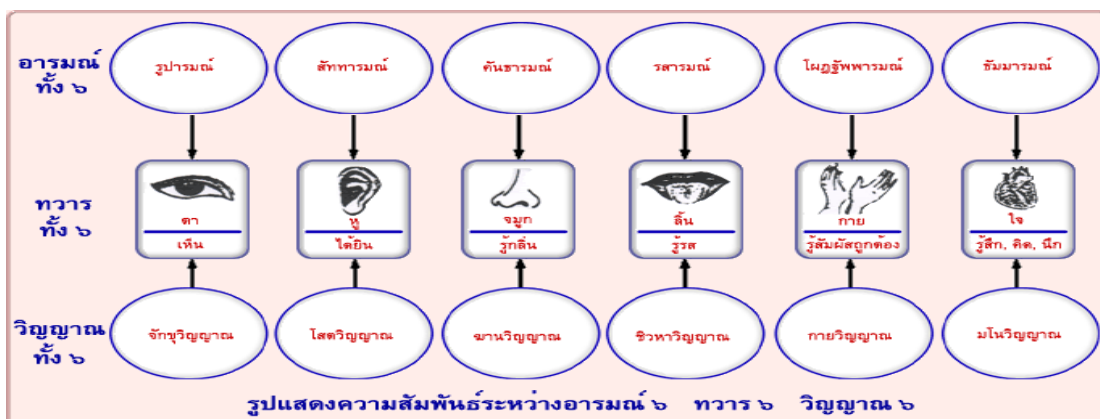 อารมณ์
ทั้ง ๖
รูปารมณ์
สัททารมณ์
คันธารมณ์
รสารมณ์
โผฏฐัพพารมณ์
ธัมมารมณ์
ทวาร
ทั้ง ๖
ตา
เห็น
หู
ได้ยิน
จมูก
รู้กลิ่น
ลิ้น
รู้รส
กาย
รู้สัมผัสถูกต้อง
ใจ
รู้สึก, คิด, นึก
วิญญาณ
ทั้ง ๖
จักขุวิญญาณ
โสตวิญญาณ
ฆานวิญญาณ
ชิวหาวิญญาณ
กายวิญญาณ
มโนวิญญาณ
รูปแสดงความสัมพันธ์ระหว่างอารมณ์ ๖ ทวาร ๖ วิญญาณ ๖